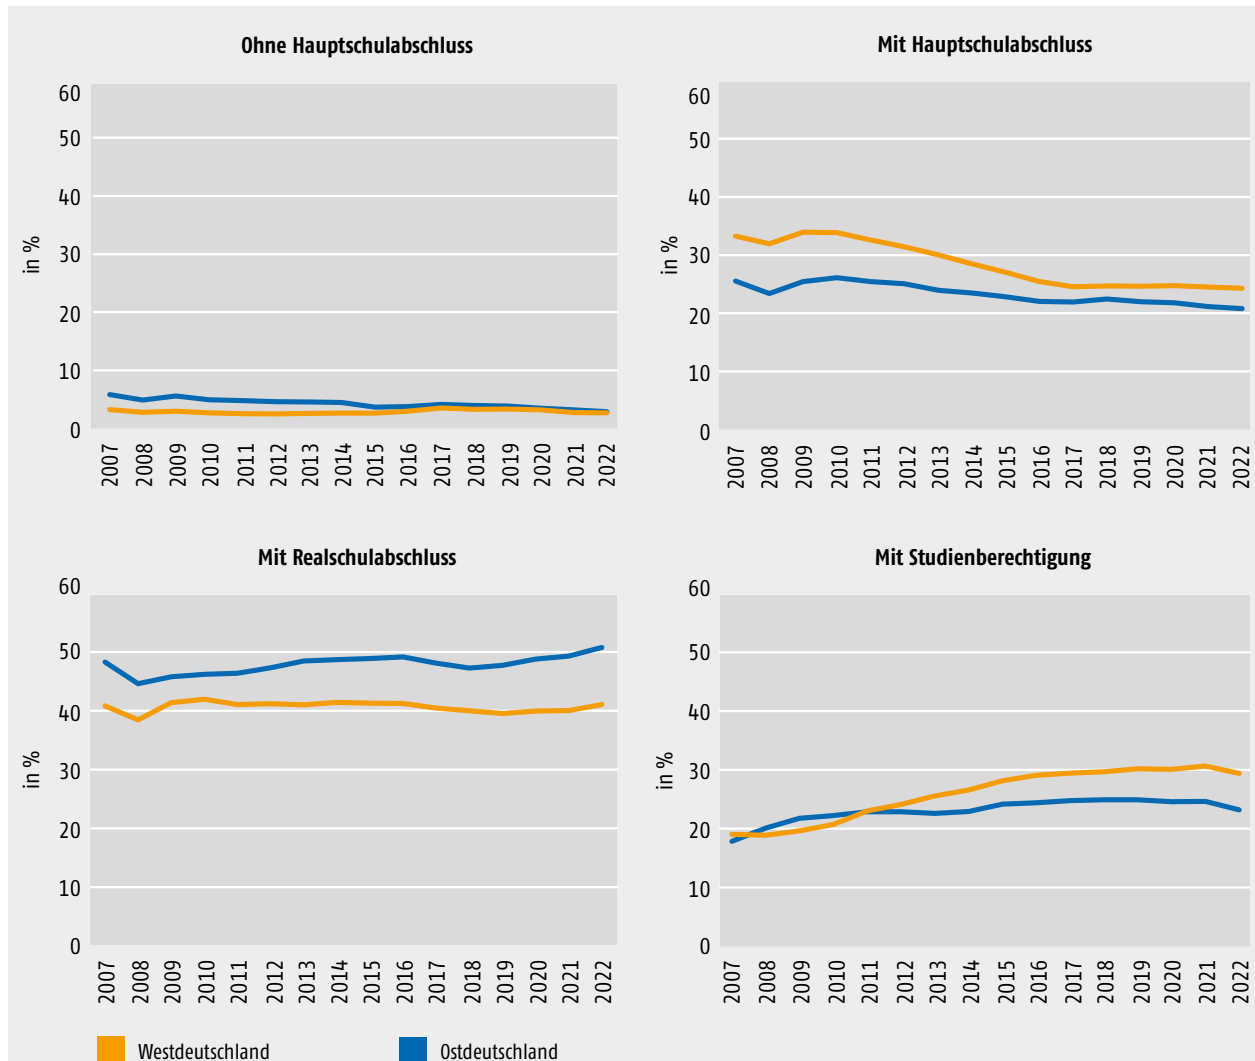 Ohne Hauptschulabschluss
60
50
40
30
20
10
0
in %
2007 2008 2009 2010 2011 2012 2013 2014 2015 2016 2017 2018 2019 2020 2021 2022
Mit Hauptschulabschluss
60
50
40
30
20
10
0
in %
2007 2008 2009 2010 2011 2012 2013 2014 2015 2016 2017 2018 2019 2020 2021 2022
Mit Realschulabschluss
60
50
40
30
20
10
0
in %
2007 2008 2009 2010 2011 2012 2013 2014 2015 2016 2017 2018 2019 2020 2021 2022
Mit Studienberechtigung
60
50
40
30
20
10
0
in %
2007 2008 2009 2010 2011 2012 2013 2014 2015 2016 2017 2018 2019 2020 2021 2022
Westdeutschland
Ostdeutschland